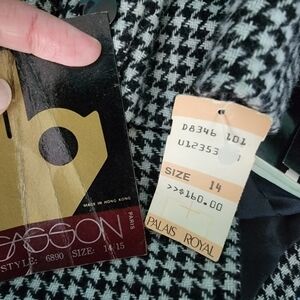 MADE IN HONG KONG
SASSON
PARIS
STYLE: 6890 SIZE: 14-15
D8346 101
U12353
SIZE 14
>>$160.00
PALAIS ROYAL